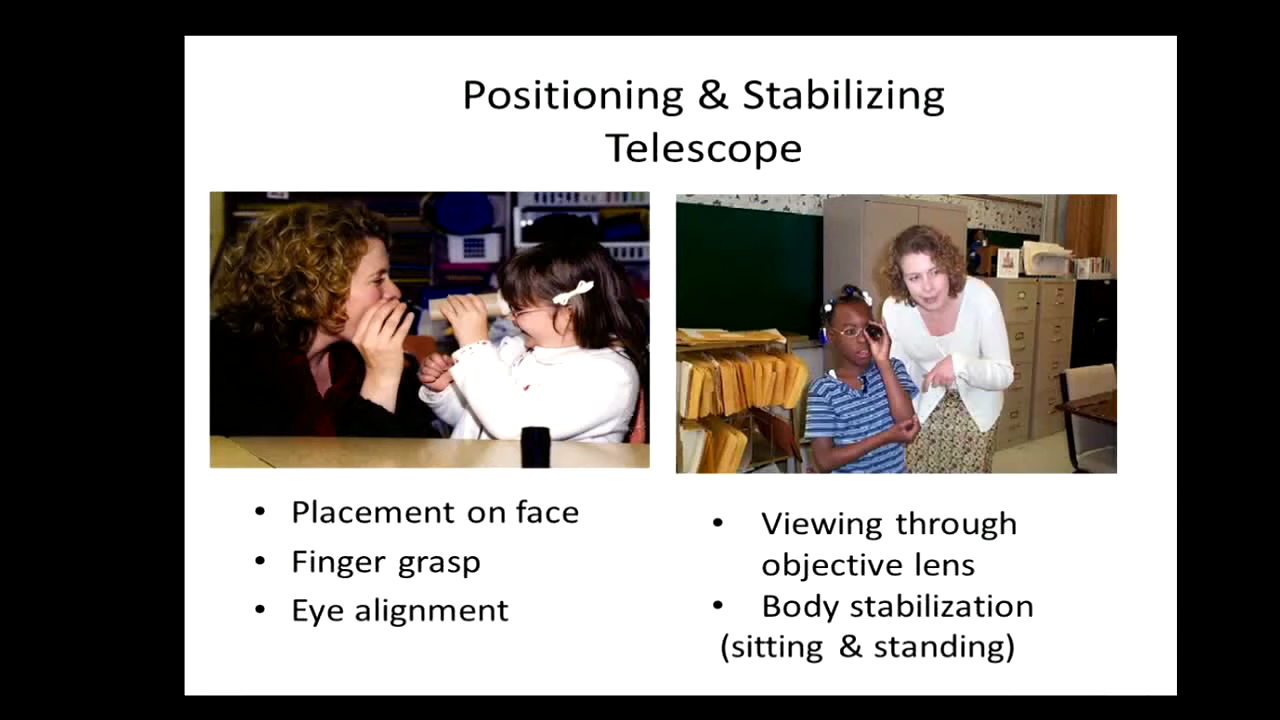 Positioning & Stabilizing
Telescope
• Placement on face
• Finger grasp
• Eye alignment
• Viewing through
objective lens
• Body stabilization
(sitting & standing)